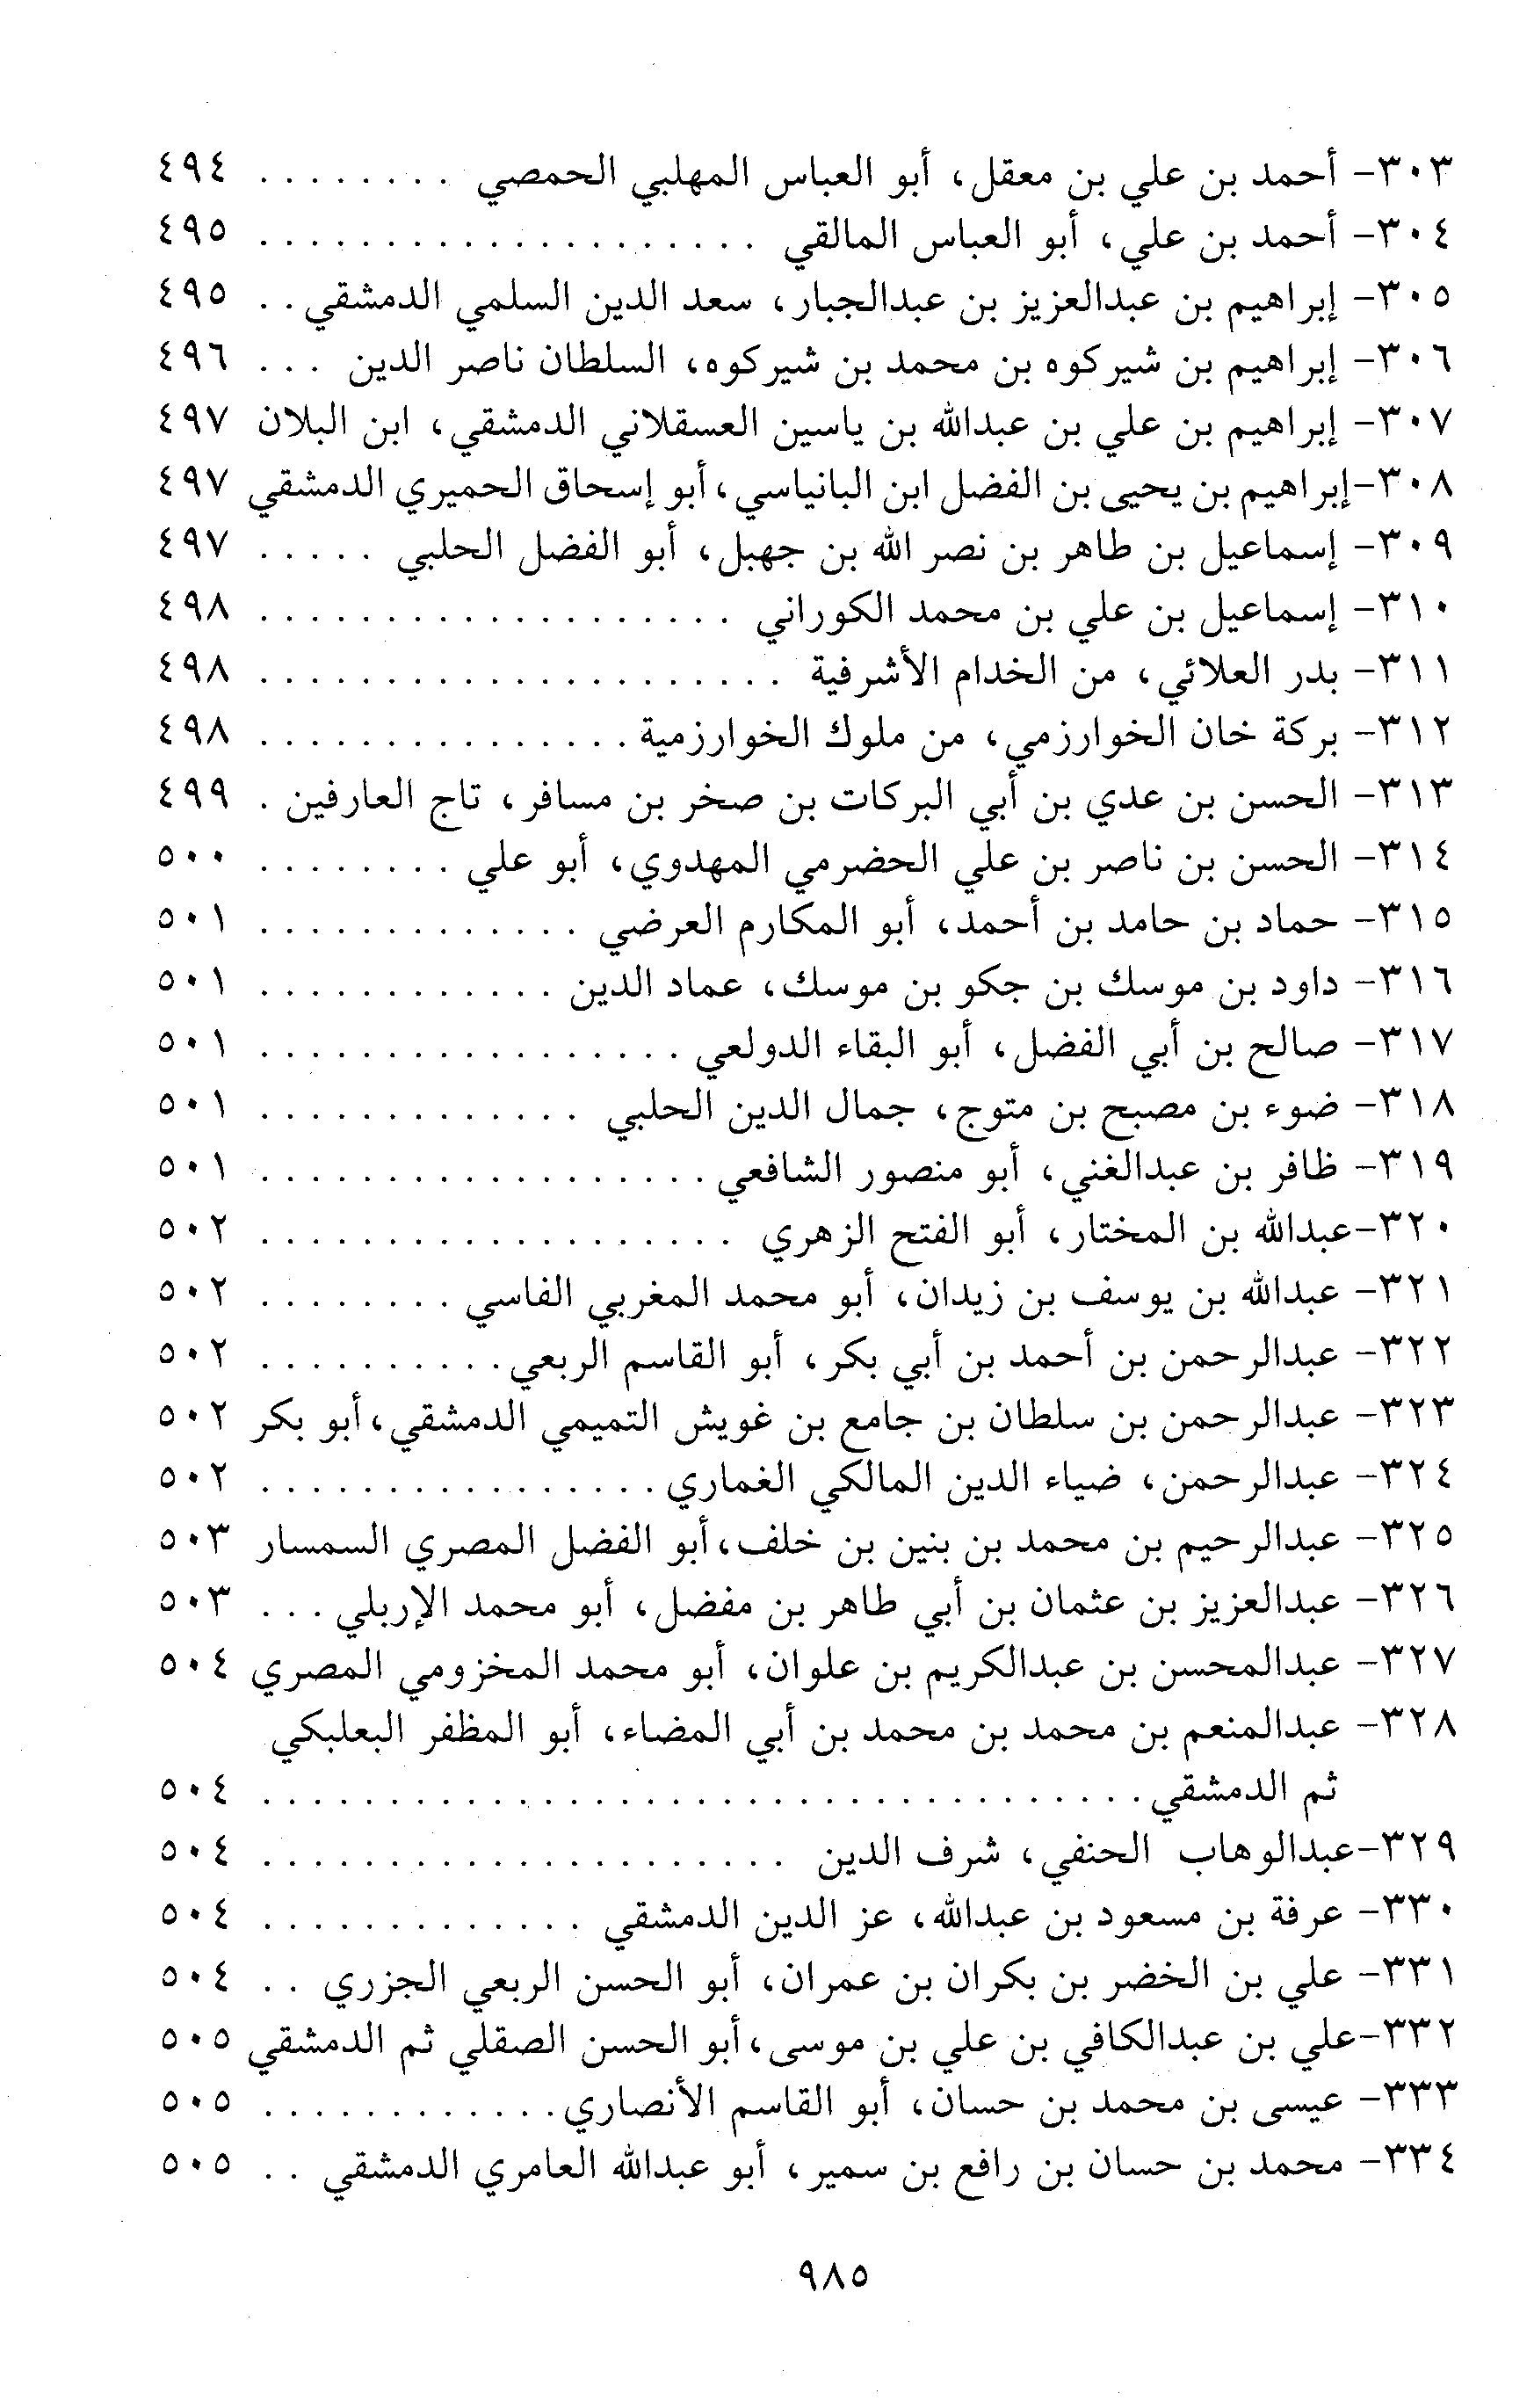 ٣٠٣- أحمد بن علي بن معقل، أبو العباس المهلبي الحمصي . . . . . . . . ٤٩٤
٣٠٤- أحمد بن علي، أبو العباس المالقي . . . . . . . . . . . . . . . . . . . . ٤٩٥
٣٠٥- إبراهيم بن عبدالعزيز بن عبدالجبار، سعد الدين السلمي الدمشقي . . ٤٩٥
٣٠٦- إبراهيم بن شيركوه بن محمد بن شيركوه، السلطان ناصر الدين . . . ٤٩٦
٣٠٧- إبراهيم بن علي بن عبدالله بن ياسين العسقلاني الدمشقي، ابن البلان ٤٩٧
٣٠٨-إبراهيم بن يحيى بن الفضل ابن البانياسي، أبو إسحاق الحميري الدمشقي ٤٩٧
٣٠٩- إسماعيل بن طاهر بن نصر الله بن جهبل، أبو الفضل الحلبي . . . . . ٤٩٧
٣١٠- إسماعيل بن علي بن محمد الكوراني . . . . . . . . . . . . . . . . . . . ٤٩٨
٣١١- بدر العلائي، من الخدام الأشرفية . . . . . . . . . . . . . . . . . . . . . ٤٩٨
٣١٢- بركة خان الخوارزمي، من ملوك الخوارزمية . . . . . . . . . . . . . . . ٤٩٨
٣١٣- الحسن بن عدي بن أبي البركات بن صخر بن مسافر، تاج العارفين . ٤٩٩
٣١٤- الحسن بن ناصر بن علي الحضرمي المهدوي، أبو علي . . . . . . . . ٥٠٠
٣١٥- حماد بن حامد بن أحمد، أبو المكارم العرضي . . . . . . . . . . . . . ٥٠١
٣١٦- داود بن موسك بن جكو بن موسك، عماد الدين . . . . . . . . . . . . ٥٠١
٣١٧- صالح بن أبي الفضل، أبو البقاء الدولعي . . . . . . . . . . . . . . . . . ٥٠١
٣١٨- ضوء بن مصبح بن متوج، جمال الدين الحلبي . . . . . . . . . . . . . ٥٠١
٣١٩- ظافر بن عبدالغني، أبو منصور الشافعي . . . . . . . . . . . . . . . . . . ٥٠١
٣٢٠-عبدالله بن المختار، أبو الفتح الزهري . . . . . . . . . . . . . . . . . . . ٥٠٢
٣٢١- عبدالله بن يوسف بن زيدان، أبو محمد المغربي الفاسي . . . . . . . . ٥٠٢
٣٢٢- عبدالرحمن بن أحمد بن أبي بكر، أبو القاسم الربعي . . . . . . . . . . ٥٠٢
٣٢٣- عبدالرحمن بن سلطان بن جامع بن غويش التميمي الدمشقي، أبو بكر ٥٠٢
٣٢٤- عبدالرحمن، ضياء الدين المالكي الغماري . . . . . . . . . . . . . . . . ٥٠٢
٣٢٥- عبدالرحيم بن محمد بن بنين بن خلف، أبو الفضل المصري السمسار ٥٠٣
٣٢٦- عبدالعزيز بن عثمان بن أبي طاهر بن مفضل، أبو محمد الإربلي . . . ٥٠٣
٣٢٧- عبدالمحسن بن عبدالكريم بن علوان، أبو محمد المخزومي المصري ٥٠٤
٣٢٨- عبدالمنعم بن محمد بن محمد بن أبي المضاء، أبو المظفر البعلبكي
ثم الدمشقي . . . . . . . . . . . . . . . . . . . . . . . . . . . . . . . . . . . ٥٠٤
٣٢٩-عبدالوهاب الحنفي، شرف الدين . . . . . . . . . . . . . . . . . . . . . ٥٠٤
٣٣٠- عرفة بن مسعود بن عبدالله، عز الدين الدمشقي . . . . . . . . . . . . . ٥٠٤
٣٣١- علي بن الخضر بن بكران بن عمران، أبو الحسن الربعي الجزري . . ٥٠٤
٣٣٢-علي بن عبدالكافي بن علي بن موسى، أبو الحسن الصقلي ثم الدمشقي ٥٠٥
٣٣٣- عيسى بن محمد بن حسان، أبو القاسم الأنصاري . . . . . . . . . . . . ٥٠٥
٣٣٤- محمد بن حسان بن رافع بن سمير، أبو عبدالله العامري الدمشقي . . ٥٠٥
٩٨٥